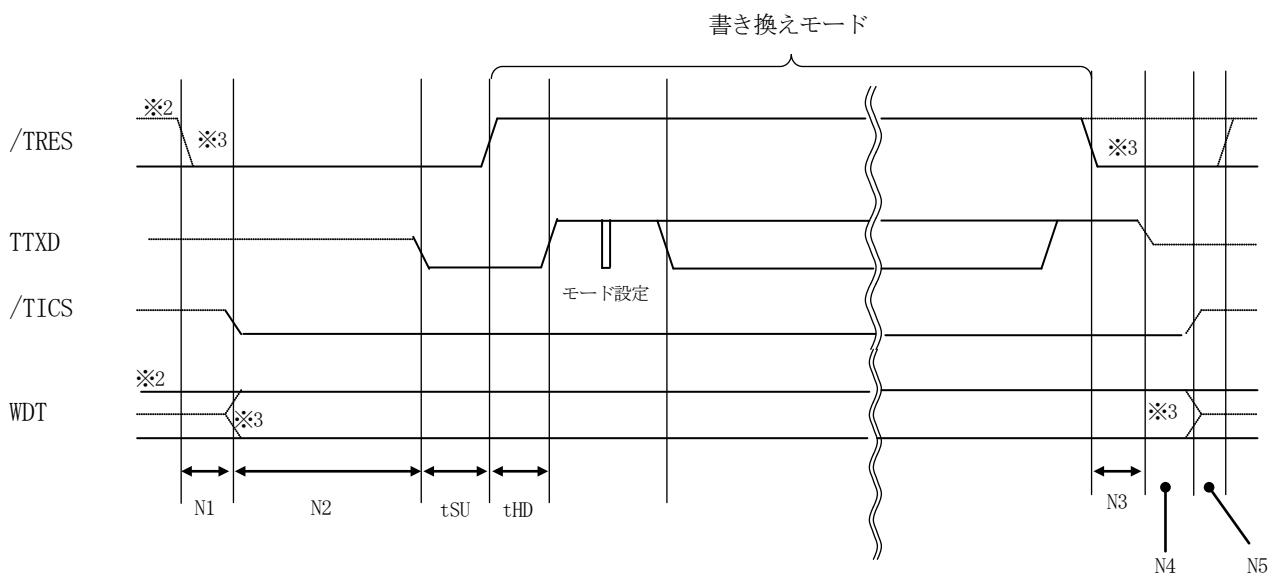 書き換えモード
※2
/TRES
※3
※3
TTXD
モード設定
/TICS
※2
WDT
※3
※3
N1
N2
tSU
tHD
N3
N4
N5